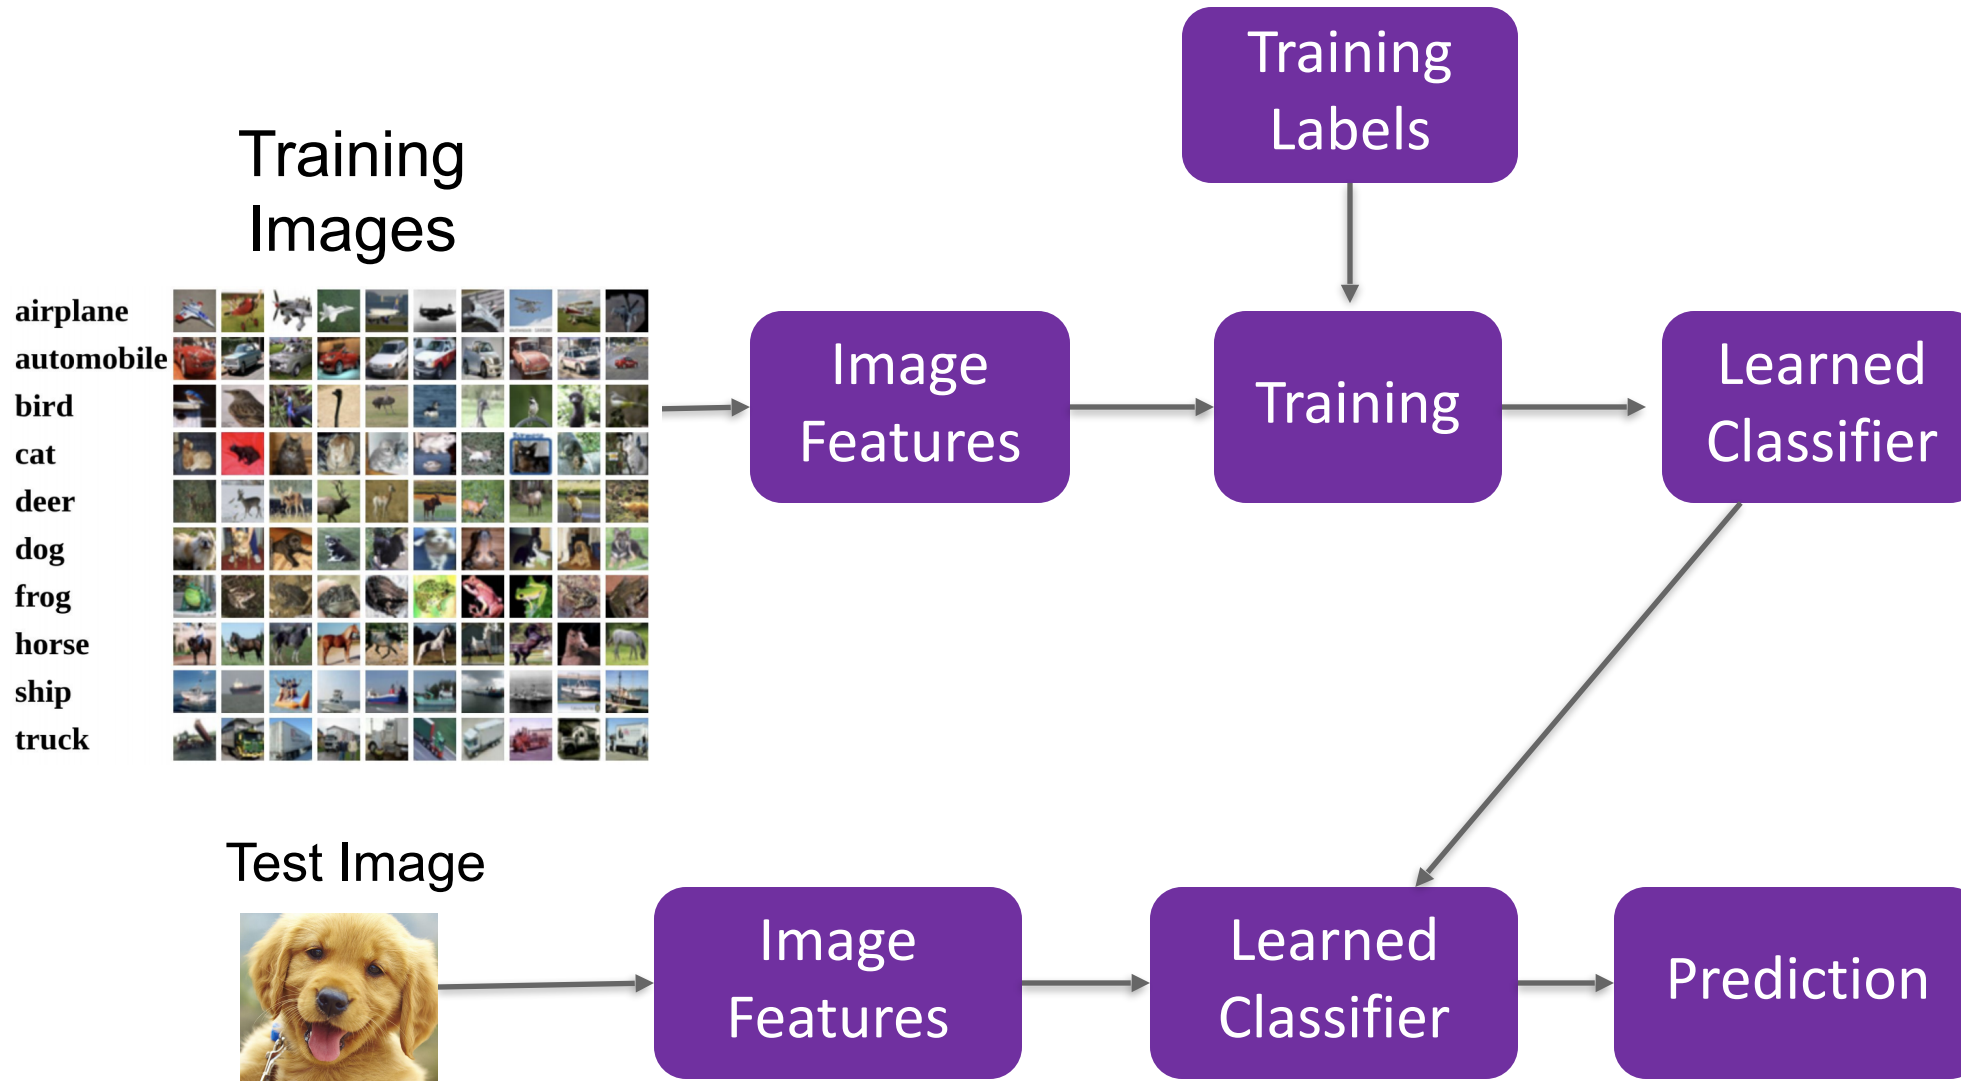 Training
Labels
Training
Images
airplane
automobile
bird
cat
deer
dog
frog
horse
ship
truck
Image
Features
Training
Learned
Classifier
Test Image
Image
Features
Learned
Classifier
Prediction